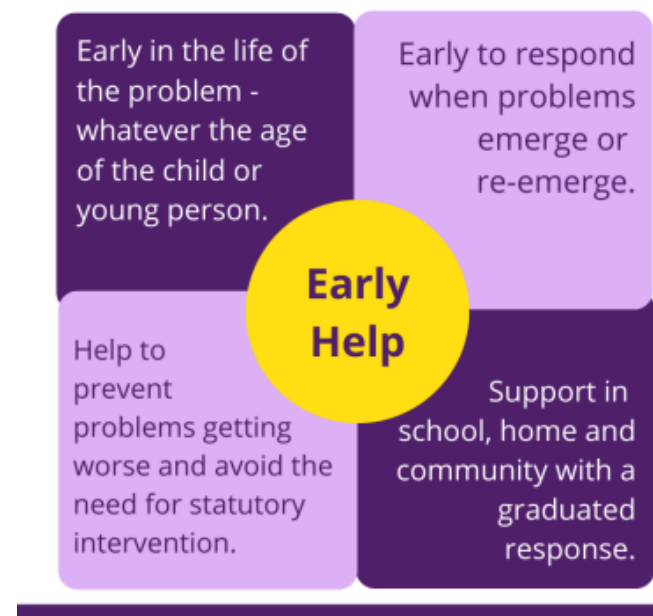 Early in the life of
the problem -
whatever the age
of the child or
young person.
Early to respond
when problems
emerge or
re-emerge.
Early
Help
Help to
prevent
problems getting
worse and avoid the
need for statutory
intervention.
Support in
school, home and
community with a
graduated
response.